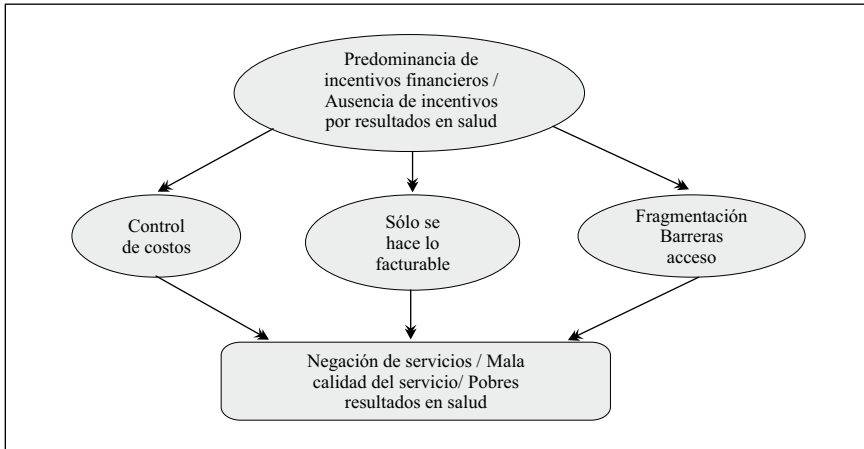 Predominancia de
incentivos financieros /
Ausencia de incentivos
por resultados en salud
Control
de costos
Sólo se
hace lo
facturable
Fragmentación
Barreras
acceso
Negación de servicios / Mala
calidad del servicio/ Pobres
resultados en salud